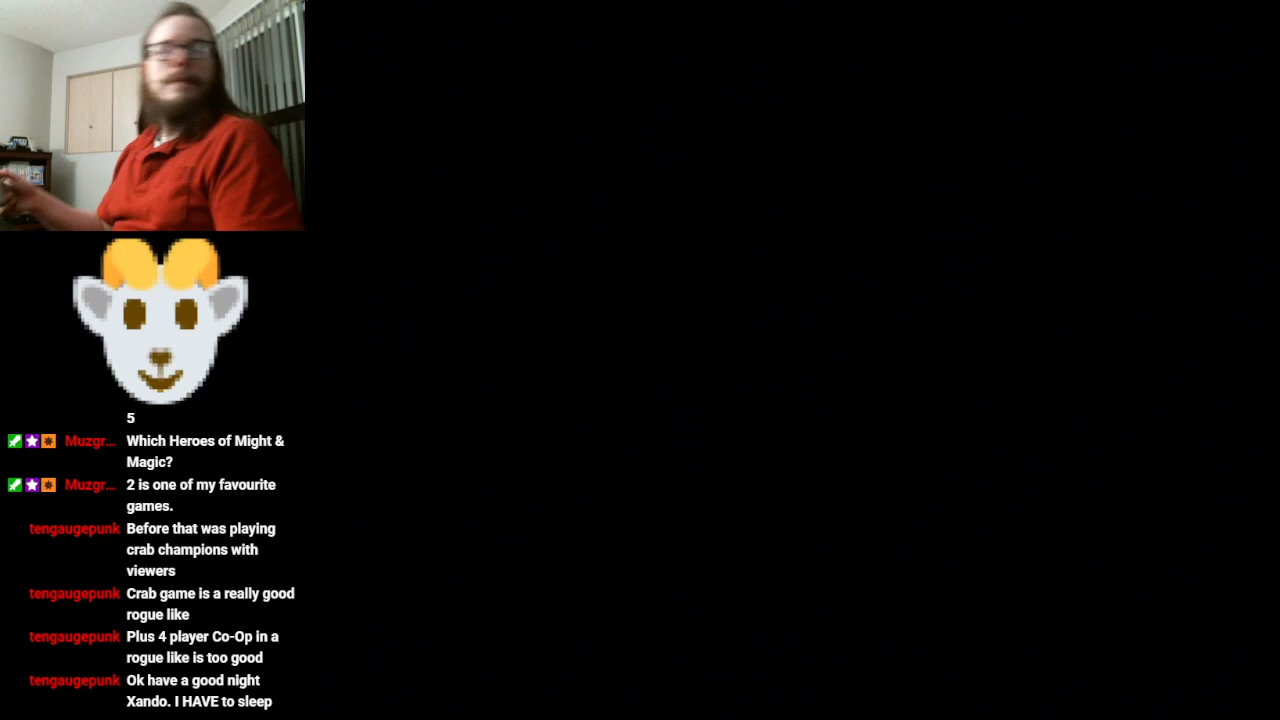 5
Muzgr... Which Heroes of Might &
Magic?
Muzgr... 2 is one of my favourite
games.
tengaugepunk Before that was playing
crab champions with
viewers
tengaugepunk Crab game is a really good
rogue like
tengaugepunk Plus 4 player Co-Op in a
rogue like is too good
tengaugepunk Ok have a good night
Xando. I HAVE to sleep